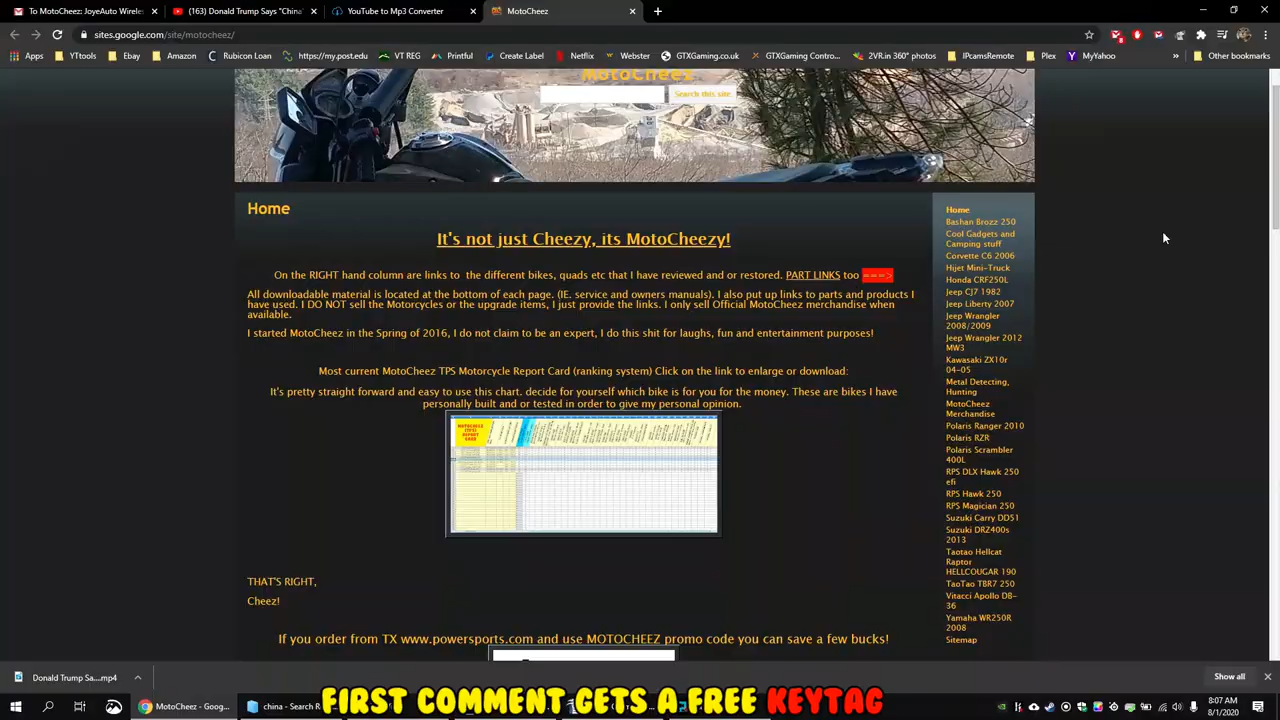 To MotoCheez: Joyauto Wireless
(163) Donald Trump Says "China"
JoyeAuto to Mp3 Converter
MotoCheez
sites.google.com/site/motocheez/
Apps
YTtools
Ebay
Amazon
Rubicon Loan
https://my.post.edu
VT REG
Printful
Create Label
Netflix
Webster
GTXGaming.co.uk
GTXGaming Contro...
2VR.in.360° photos
IPcamsRemote
Plex
MyYahoo
»
Other bookmarks
MotoCheez
Search this site
Home
It's not just Cheezy, its MotoCheezy!
On the RIGHT hand column are links to the different bikes, quads etc that I have reviewed and or restored. PART LINKS too ===>
All downloadable material is located at the bottom of each page. (IE. service and owners manuals). I also put up links to parts and products I
have used. I DO NOT sell the Motorcycles or the upgrade items, I just provide the links. I only sell Official MotoCheez merchandise when
available.
I started MotoCheez in the Spring of 2016, I do not claim to be an expert, I do this shit for laughs, fun and entertainment purposes!
Most current MotoCheez TPS Motorcycle Report Card (ranking system) Click on the link to enlarge or download:
It's pretty straight forward and easy to use this chart. decide for yourself which bike is for you for the money. These are bikes I have
personally built and or tested in order to give my personal opinion.
THAT'S RIGHT,
Cheez!
If you order from TX www.powersports.com and use MOTOCHEEZ promo code you can save a few bucks!
Home
Bashan Brozz 250
Cool Gadgets and
Camping stuff
Corvette C6 2006
Hijet Mini-Truck
Honda CRF250L
Jeep CJ7 1982
Jeep Liberty 2007
Jeep Wrangler
2008/2009
Jeep Wrangler 2012
MW3
Kawasaki ZX10r
04-05
Metal Detecting,
Hunting
MotoCheez
Merchandise
Polaris Ranger 2010
Polaris RZR
Polaris Scrambler
400L
RPS DLX Hawk 250
efi
RPS Hawk 250
RPS Magician 250
Suzuki Carry DD51
Suzuki DRZ400s
2013
Taotao Hellcat
Raptor
HELLCOUGAR 190
TaoTao TBR7 250
Vitacci Apollo DB-
36
Yamaha WR250R
2008
Sitemap
Donald Trump Sa....mp4
Show all
MotoCheez - Goog...
china - Search R
FIRST COMMENT GETS A FREE KEYTAG
8:07 AM
8/1/2020